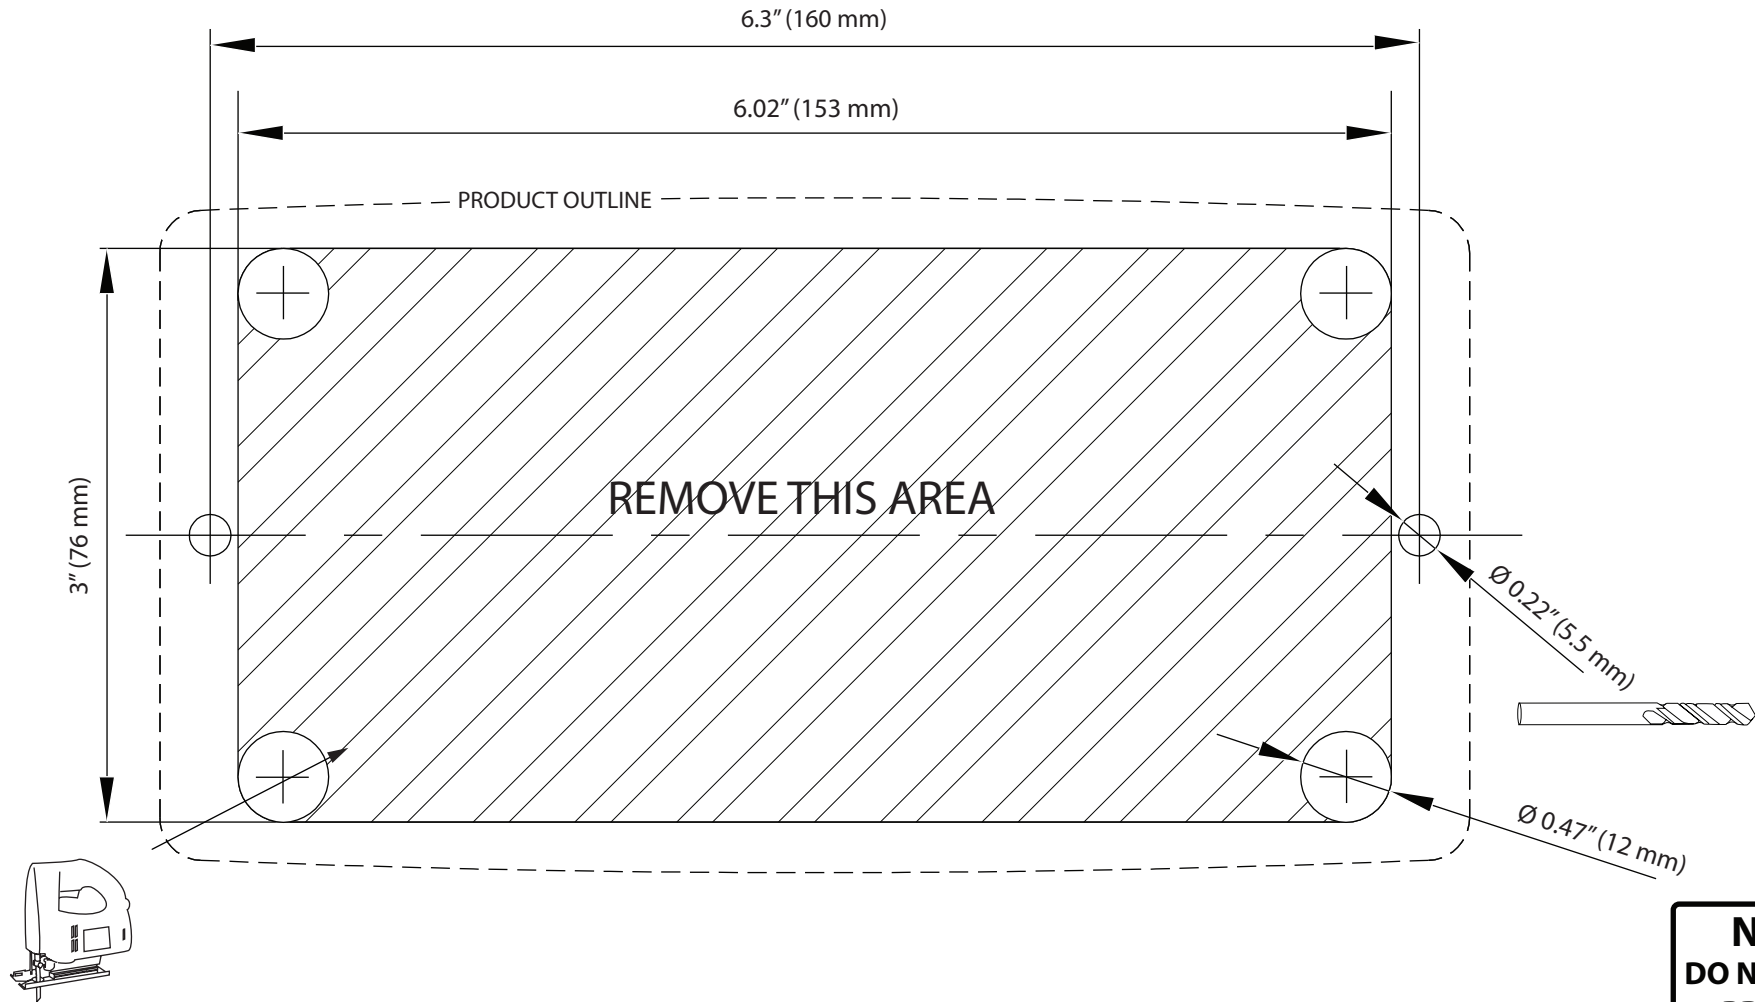 6.3" (160 mm)
6.02" (153 mm)
PRODUCT OUTLINE
3" (76 mm)
REMOVE THIS AREA
Ø 0.22" (5.5 mm)
Ø 0.47" (12 mm)
DO